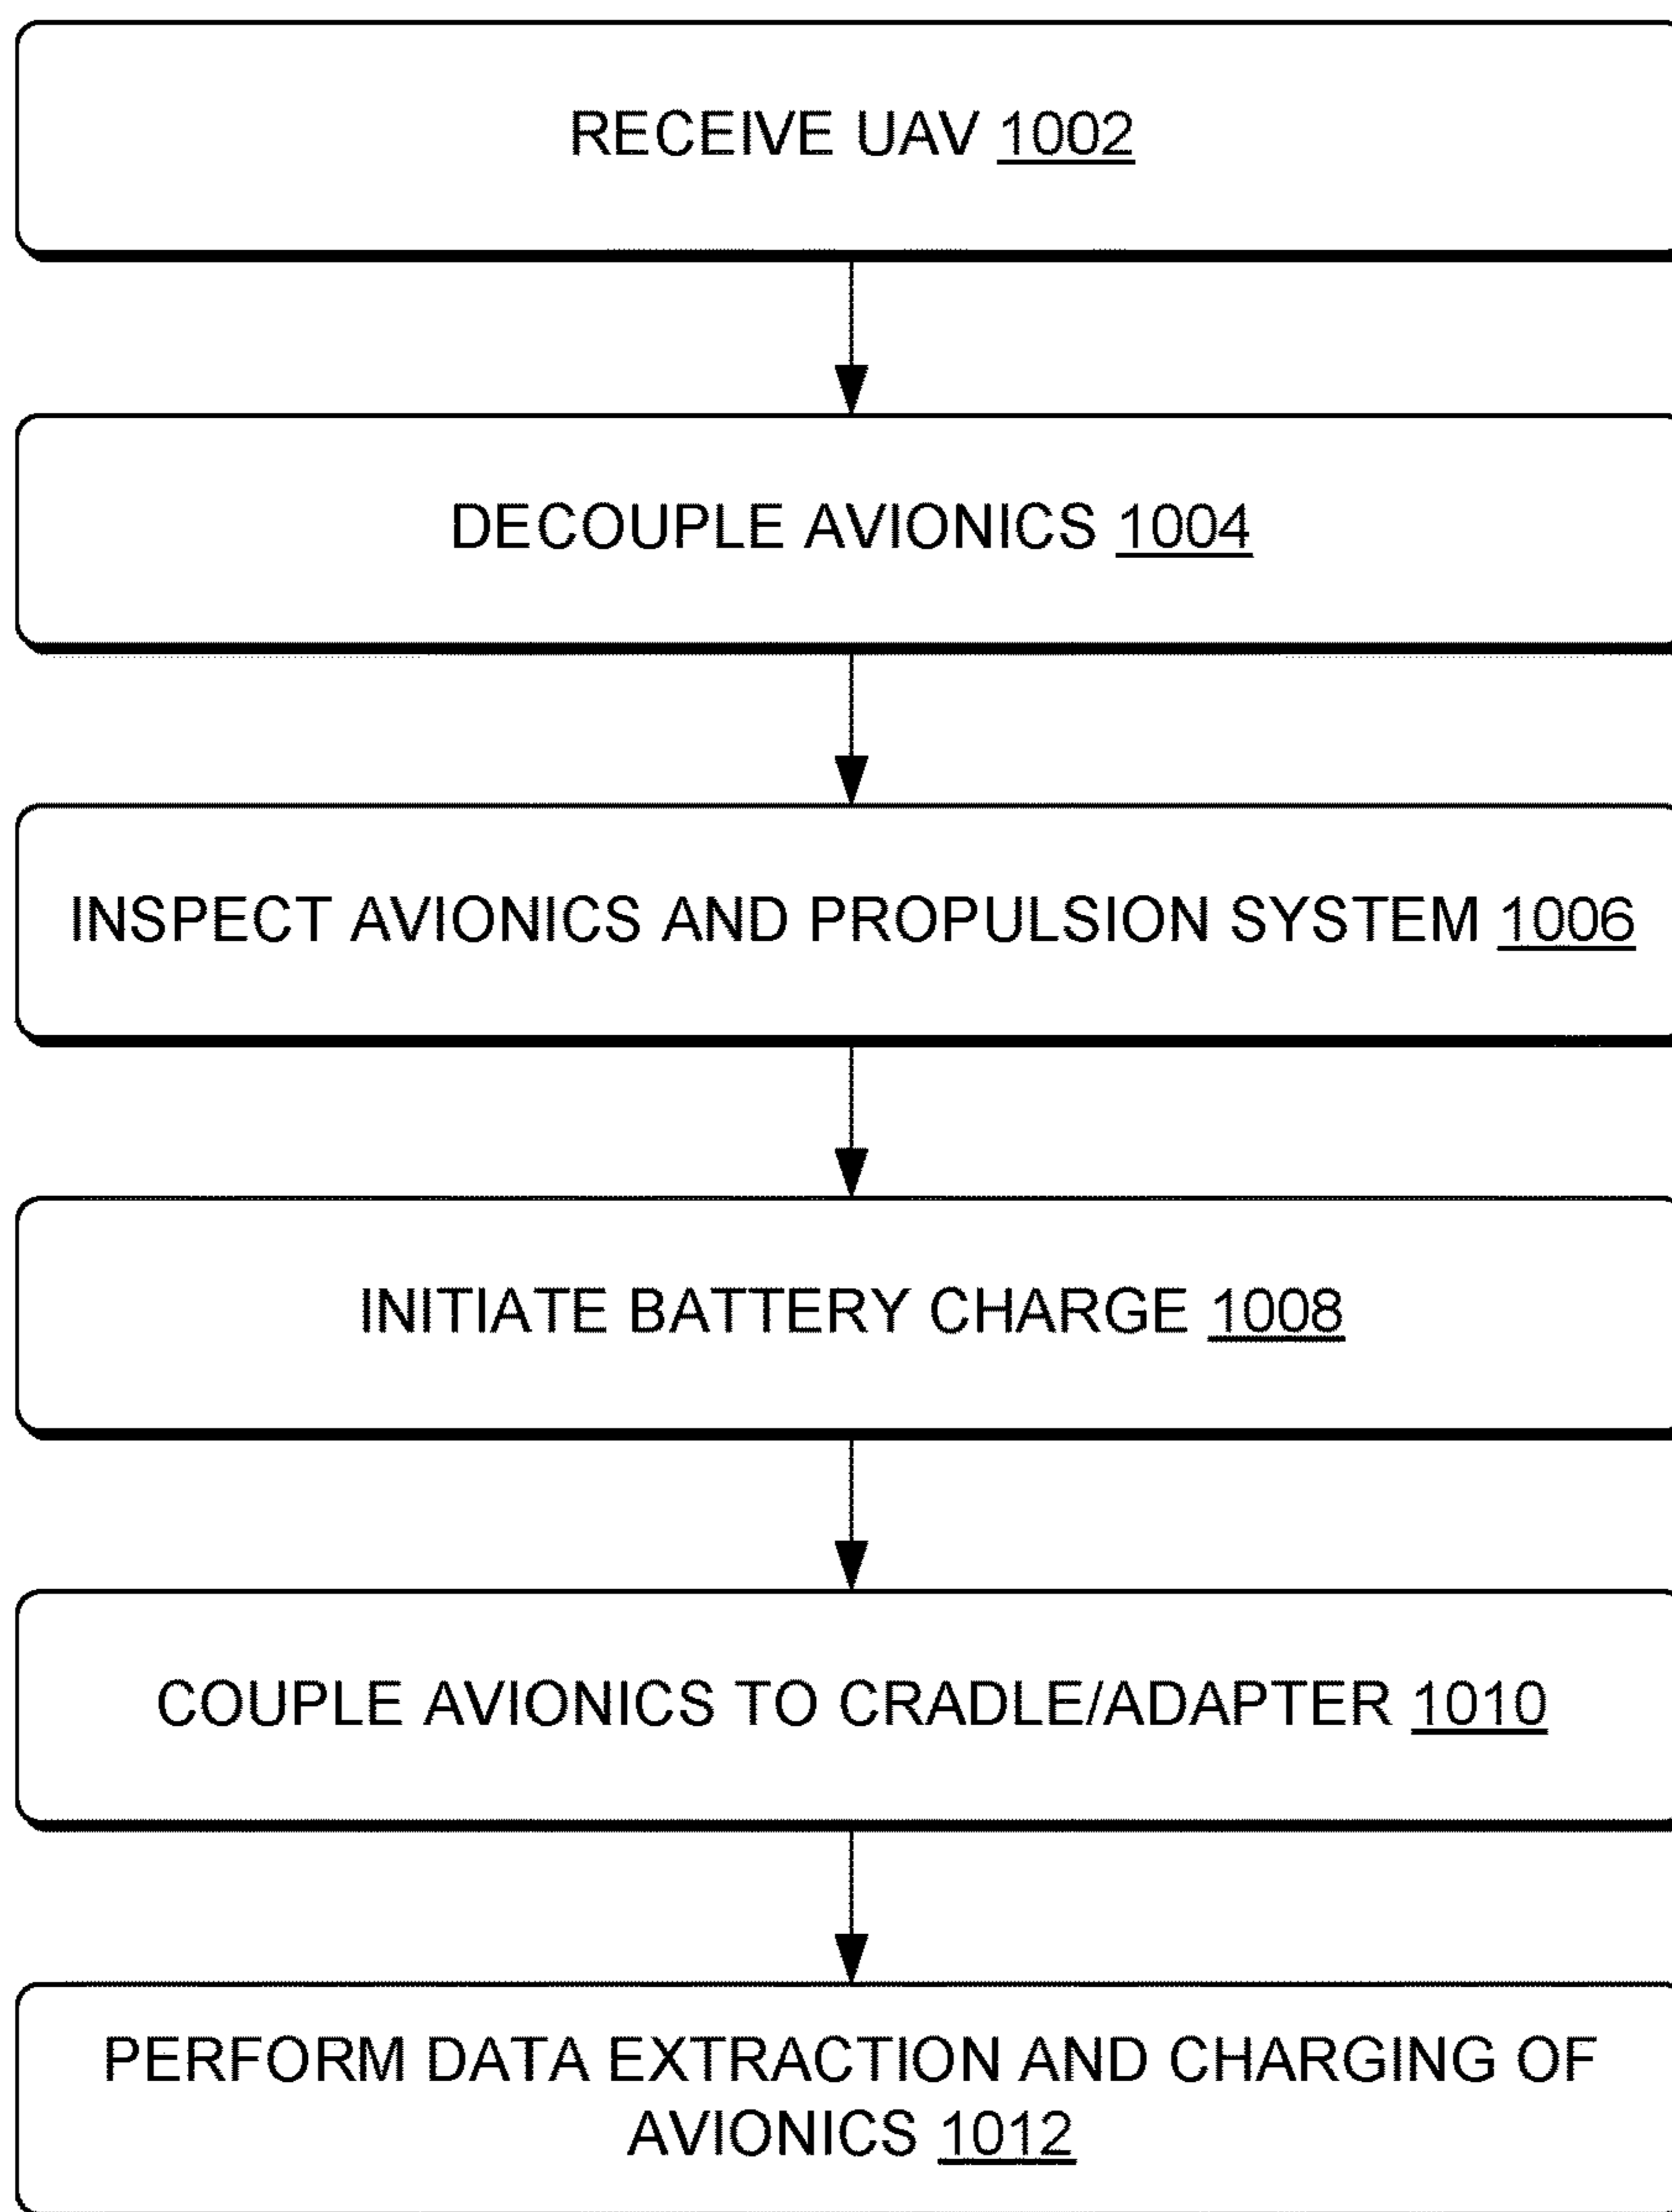 RECEIVE UAV 1002
DECOUPLE AVIONICS 1004
INSPECT AVIONICS AND PROPULSION SYSTEM 1006
INITIATE BATTERY CHARGE 1008
COUPLE AVIONICS TO CRADLE/ADAPTER 1010
PERFORM DATA EXTRACTION AND CHARGING OF
AVIONICS 1012